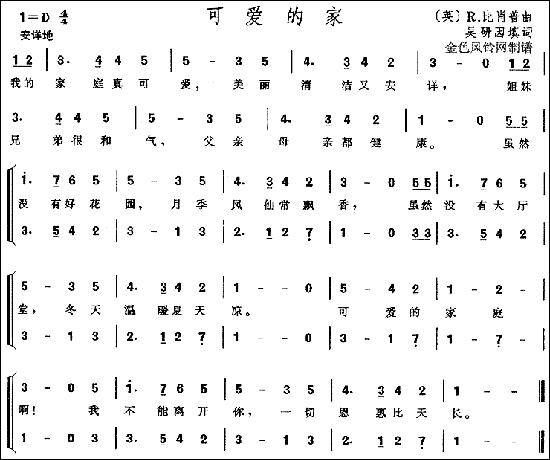 1=D 4/4 可爱的家 (英) R.比肖普曲
安详地 吴研因填词
金色风铃网制谱
1 2 | 3. 4 4 5 | 5 - 3 5 | 4. 3 4 2 | 3 - 0 1 2
我的 家 庭真可 爱, 美丽 清 洁又安 详, 姐妹
3. 4 4 5 | 5 - 3 5 | 4. 3 4 2 | 1 - 0 5 5
兄 弟很和 气, 父亲 母 亲都健 康。 虽然
1. 7 6 5 | 5 - 3 5 | 4. 3 4 2 | 3 - 0 5 5 | 1. 7 6 5
没 有好花 园, 月季 风 仙常飘 香, 虽然 没 有大厅
3. 5 4 2 | 3 - 1 3 | 2. 1 2 7 | 1 - 0 3 3 | 3. 5 4 2
5 - 3 5 | 4. 3 4 2 | 1 - - 0 | 5 - 4 2 | 1 - 2 -
堂, 冬天 温 暖夏天 凉。 可 爱的 家 庭
3 - 1 3 | 2. 1 2 7 | 1 - - 0 | 3 - 1 7 | 1 - 7 -
3 - 0 5 | 1. 7 6 5 | 5 - 3 5 | 4. 3 4 2 | 1 - -
啊! 我 不 能离开 你, 一切 恩 惠比天 长。
1 - 0 3 | 3. 5 4 2 | 3 - 1 3 | 2. 1 2 7 | 1 - -